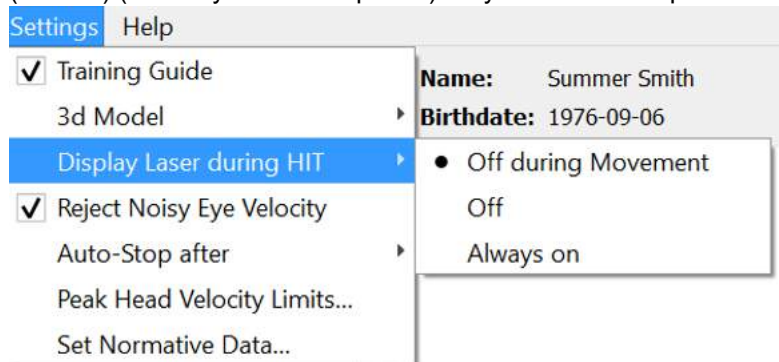 Settings Help
Training Guide
3d Model
Display Laser during HIT
Reject Noisy Eye Velocity
Auto-Stop after
Peak Head Velocity Limits...
Set Normative Data...
Name: Summer Smith
Birthdate: 1976-09-06
Off during Movement
Off
Always on